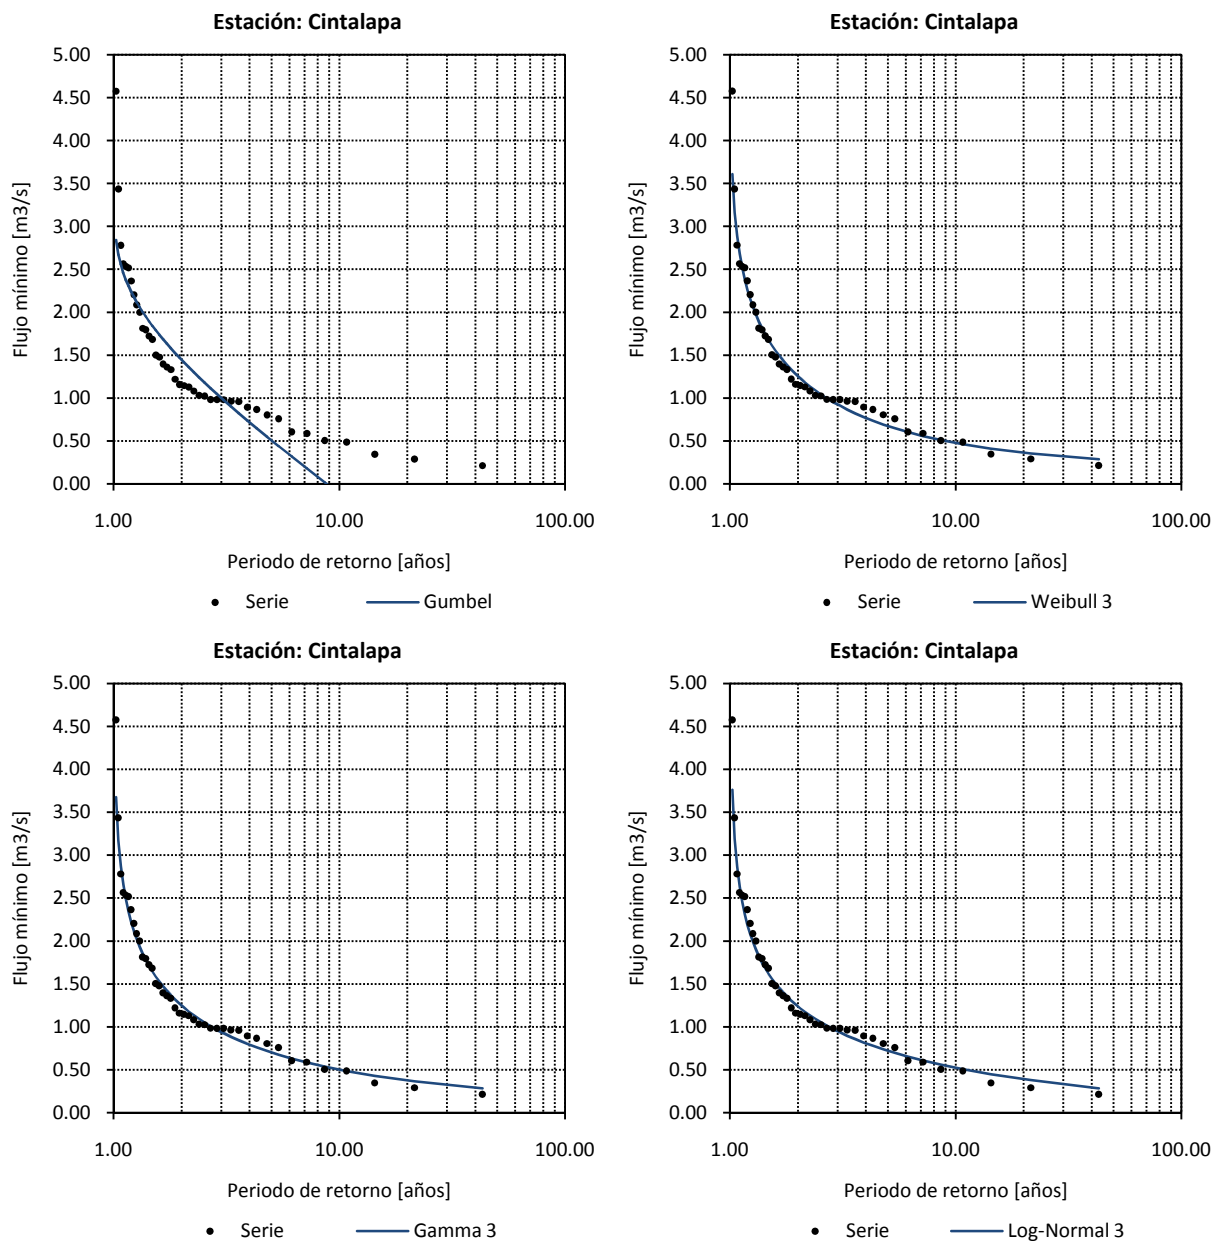 Estación: Cintalapa
5.00
4.50
4.00
3.50
3.00
2.50
2.00
1.50
1.00
0.50
0.00
Flujo mínimo [m3/s]
1.00 10.00 100.00
Periodo de retorno [años]
Serie Gumbel
Estación: Cintalapa
5.00
4.50
4.00
3.50
3.00
2.50
2.00
1.50
1.00
0.50
0.00
Flujo mínimo [m3/s]
1.00 10.00 100.00
Periodo de retorno [años]
Serie Weibull 3
Estación: Cintalapa
5.00
4.50
4.00
3.50
3.00
2.50
2.00
1.50
1.00
0.50
0.00
Flujo mínimo [m3/s]
1.00 10.00 100.00
Periodo de retorno [años]
Serie Gamma 3
Estación: Cintalapa
5.00
4.50
4.00
3.50
3.00
2.50
2.00
1.50
1.00
0.50
0.00
Flujo mínimo [m3/s]
1.00 10.00 100.00
Periodo de retorno [años]
Serie Log-Normal 3